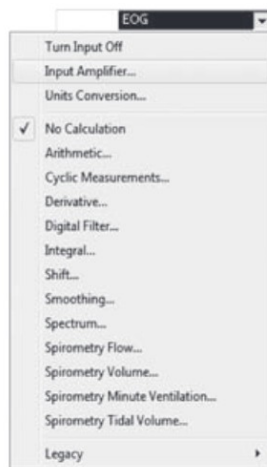 EOG
Turn Input Off
Input Amplifier...
Units Conversion...
No Calculation
Arithmetic...
Cyclic Measurements...
Derivative...
Digital Filter...
Integral...
Shift...
Smoothing...
Spectrum...
Spirometry Flow...
Spirometry Volume...
Spirometry Minute Ventilation...
Spirometry Tidal Volume...
Legacy